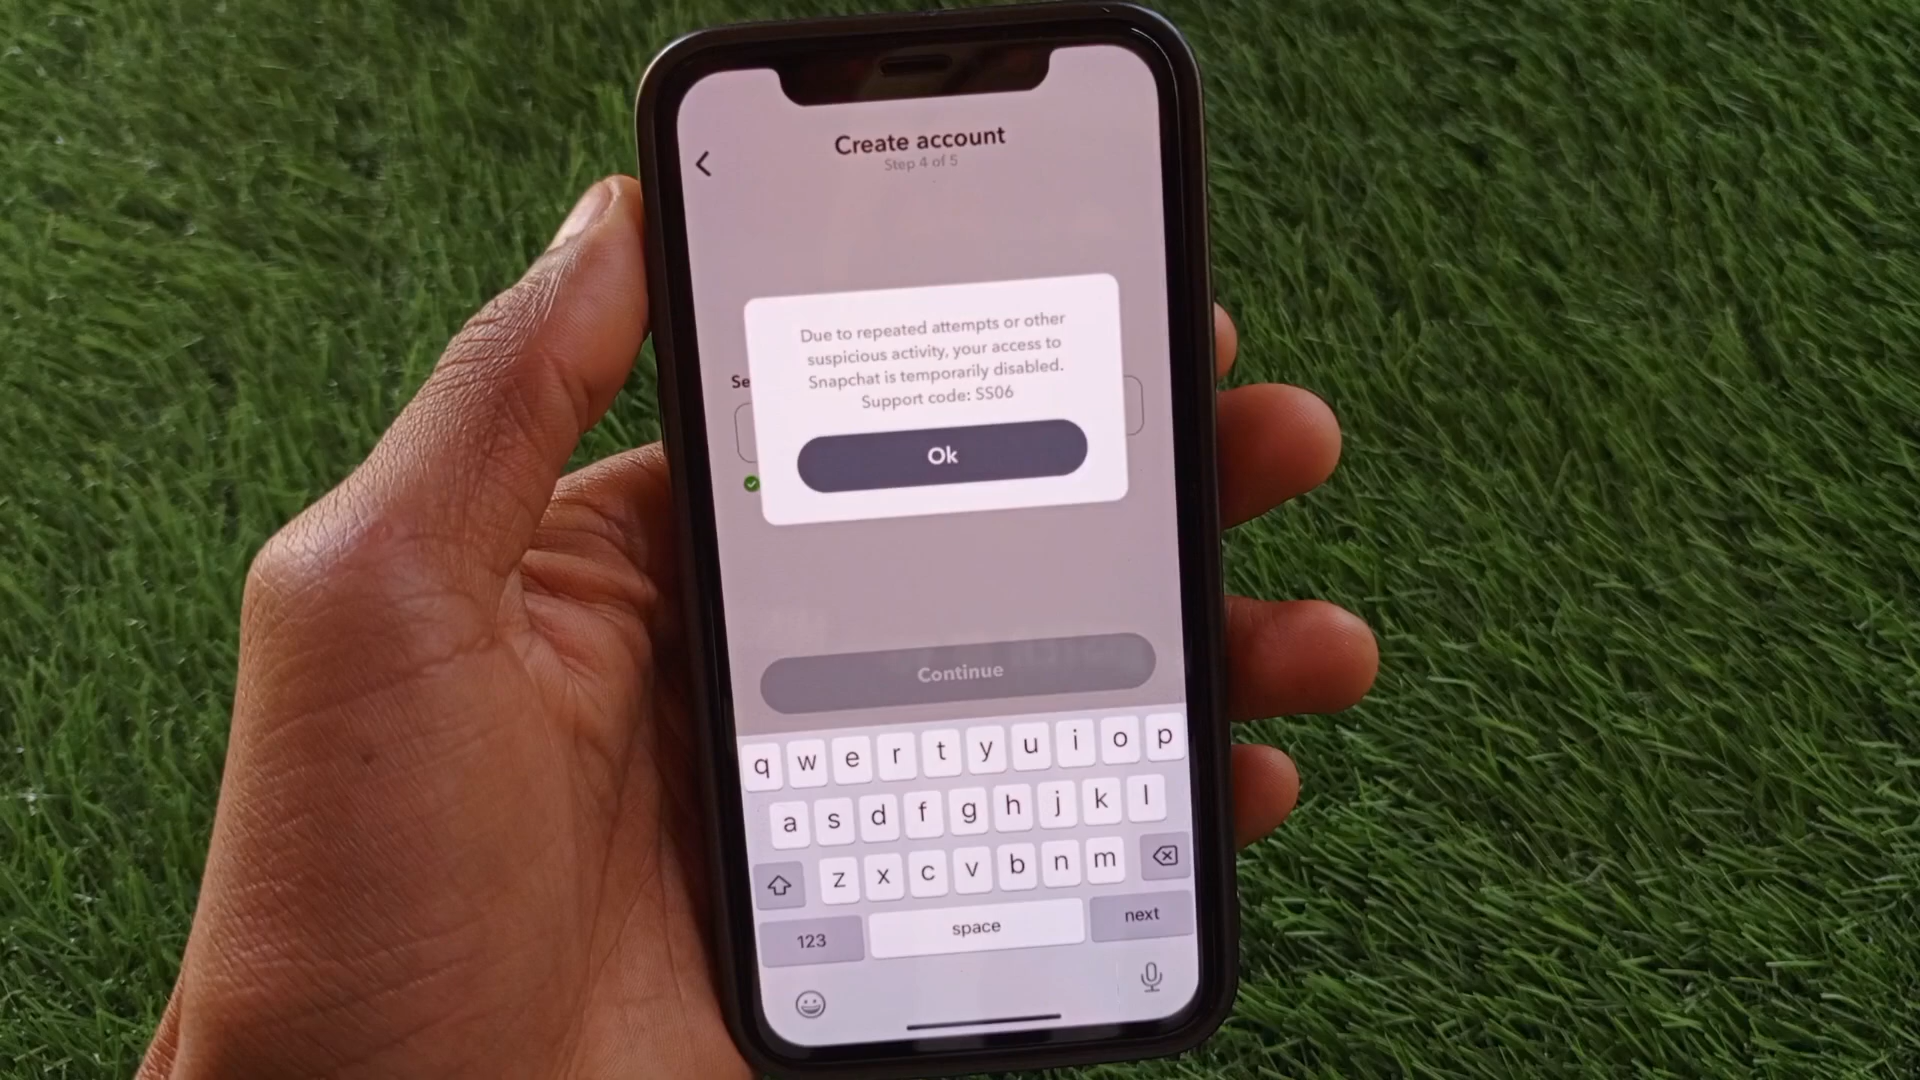 Create account
Step 4 of 5
Due to repeated attempts or other
suspicious activity, your access to
Snapchat is temporarily disabled.
Support code: SS06
Se
Ok
Continue
q w e r t y u i o p
a s d f g h j k l
z x c v b n m
123 space next